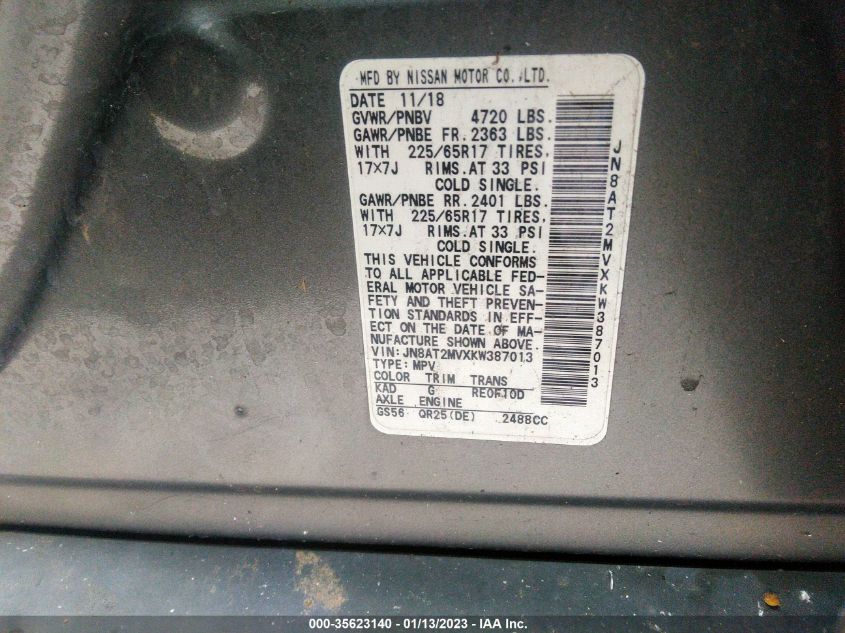 MFD BY NISSAN MOTOR CO.,LTD.
DATE 11/18
GVWR/PNBV 4720 LBS.
GAWR/PNBE FR. 2363 LBS.
WITH 225/65R17 TIRES.
17×7J RIMS.AT 33 PSI
COLD SINGLE.
GAWR/PNBE RR. 2401 LBS.
WITH 225/65R17 TIRES.
17×7J RIMS.AT 33 PSI
COLD SINGLE.
THIS VEHICLE CONFORMS
TO ALL APPLICABLE FED-
ERAL MOTOR VEHICLE SA-
FETY AND THEFT PREVEN-
TION STANDARDS IN EFF-
ECT ON THE DATE OF MA-
NUFACTURE SHOWN ABOVE.
VIN:JN8AT2MVXKW387013
TYPE:MPV
COLOR TRIM TRANS
KAD G RE0F10D
AXLE ENGINE
GS56 QR25(DE) 2488CC
JN8AT2MVXKW387013
000-35623140 - 01/13/2023 - IAA Inc.